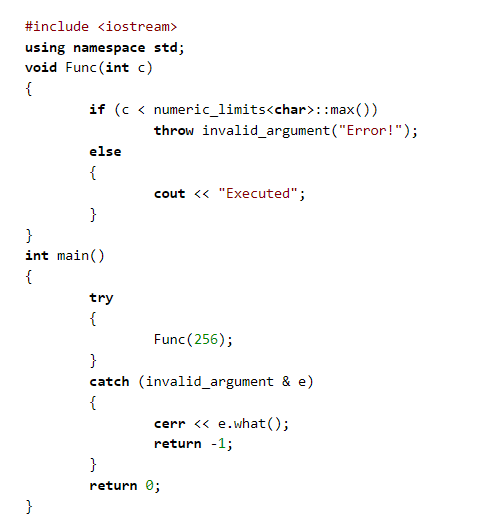 #include <iostream>
using namespace std;
void Func(int c)
{
if (c < numeric_limits<char>::max())
throw invalid_argument("Error!");
else
{
cout << "Executed";
}
}
int main()
{
try
{
Func(256);
}
catch (invalid_argument & e)
{
cerr << e.what();
return -1;
}
return 0;
}